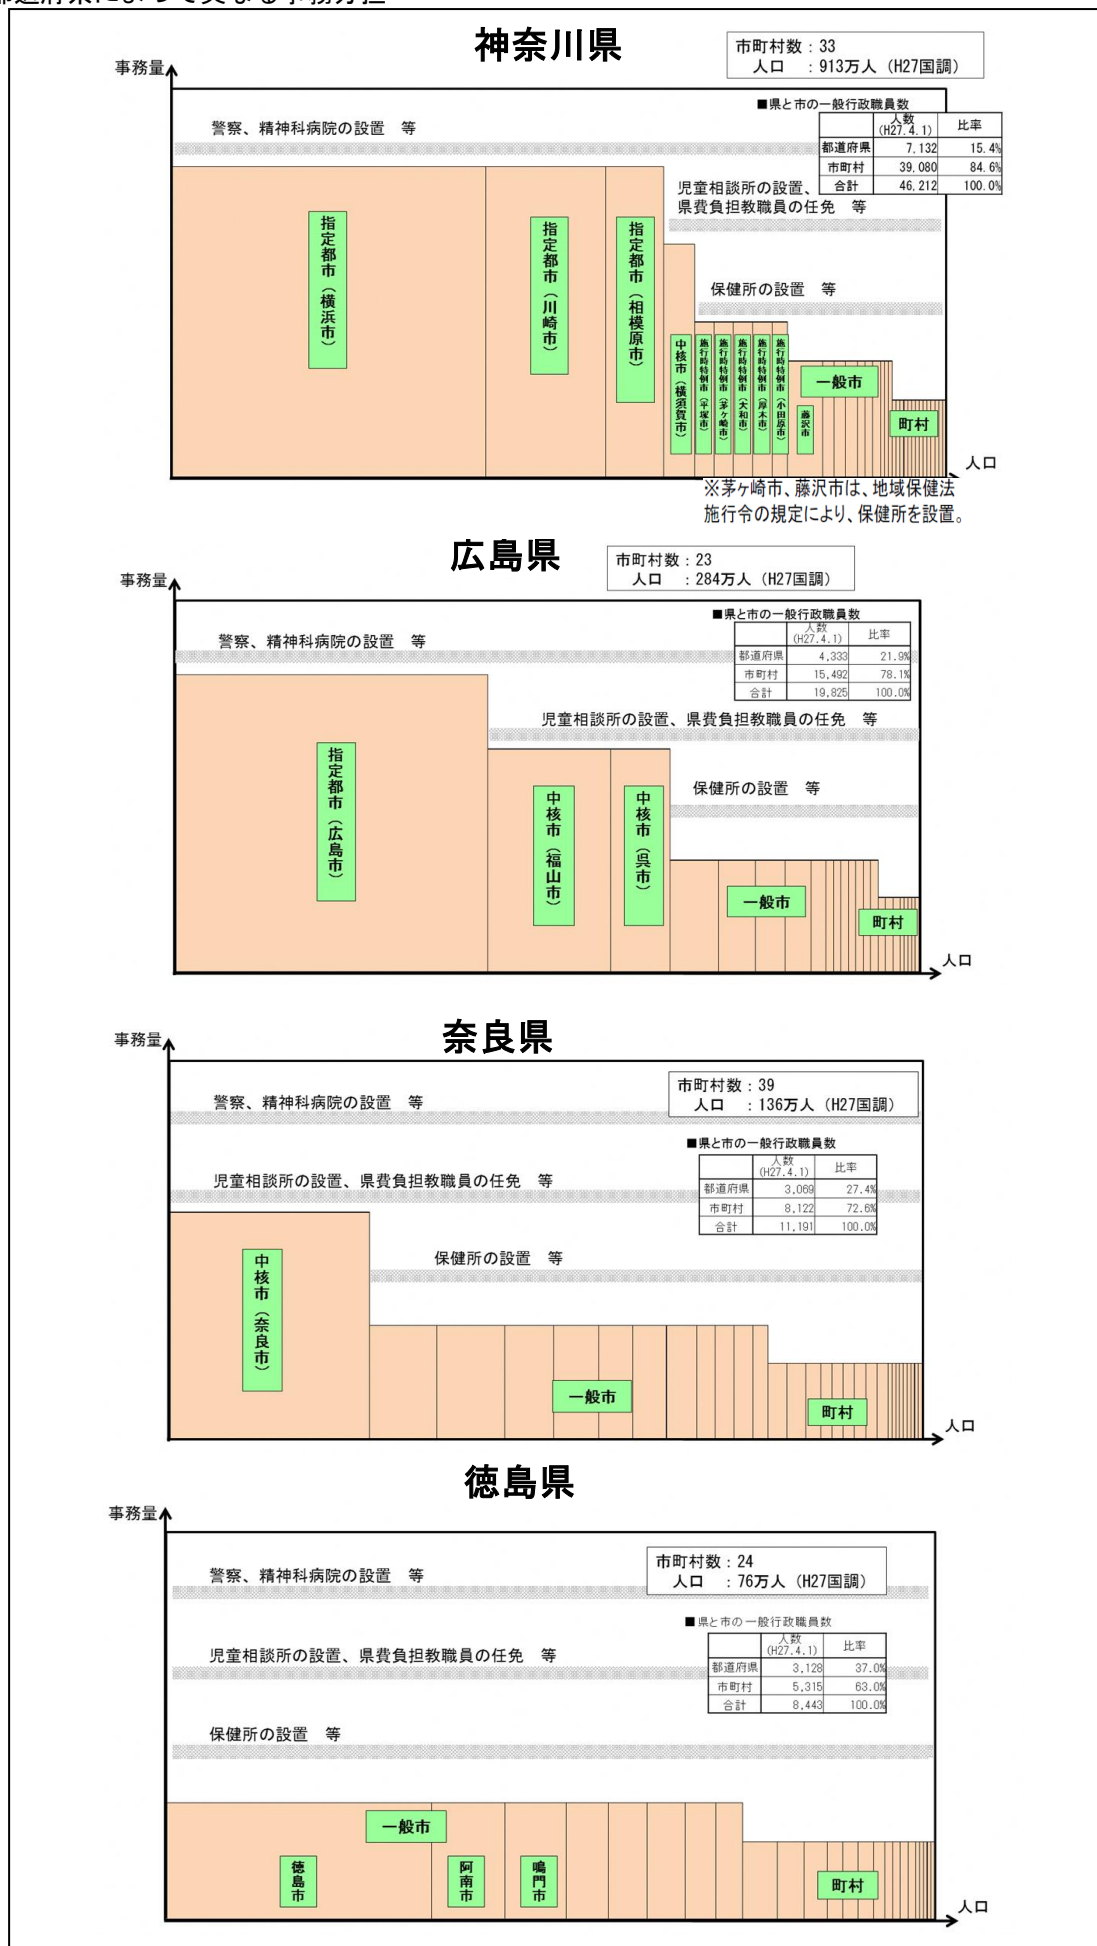 都道府県によって異なる事務分担
神奈川県
市町村数：33
人口　：913万人（H27国調）
事務量
■県と市の一般行政職員数
人数
(H27.4.1)
比率
都道府県 7,132 15.4%
市町村 39,080 84.6%
合計 46,212 100.0%
警察、精神科病院の設置　等
児童相談所の設置、
県費負担教職員の任免　等
保健所の設置　等
指定都市（横浜市）
指定都市（川崎市）
指定都市（相模原市）
中核市（横須賀市）
施行時特例市（平塚市）
施行時特例市（茅ヶ崎市）
施行時特例市（大和市）
施行時特例市（厚木市）
施行時特例市（小田原市）
藤沢市
一般市
町村
人口
※茅ヶ崎市、藤沢市は、地域保健法
施行令の規定により、保健所を設置。
広島県
市町村数：23
人口　：284万人（H27国調）
事務量
■県と市の一般行政職員数
人数
(H27.4.1)
比率
都道府県 4,333 21.9%
市町村 15,492 78.1%
合計 19,825 100.0%
警察、精神科病院の設置　等
児童相談所の設置、県費負担教職員の任免　等
保健所の設置　等
指定都市（広島市）
中核市（福山市）
中核市（呉市）
一般市
町村
人口
奈良県
事務量
市町村数：39
人口　：136万人（H27国調）
警察、精神科病院の設置　等
■県と市の一般行政職員数
人数
(H27.4.1)
比率
都道府県 3,069 27.4%
市町村 8,122 72.6%
合計 11,191 100.0%
児童相談所の設置、県費負担教職員の任免　等
保健所の設置　等
中核市（奈良市）
一般市
町村
人口
徳島県
事務量
市町村数：24
人口　：76万人（H27国調）
警察、精神科病院の設置　等
■県と市の一般行政職員数
人数
(H27.4.1)
比率
都道府県 3,128 37.0%
市町村 5,315 63.0%
合計 8,443 100.0%
児童相談所の設置、県費負担教職員の任免　等
保健所の設置　等
一般市
徳島市
阿南市
鳴門市
町村
人口